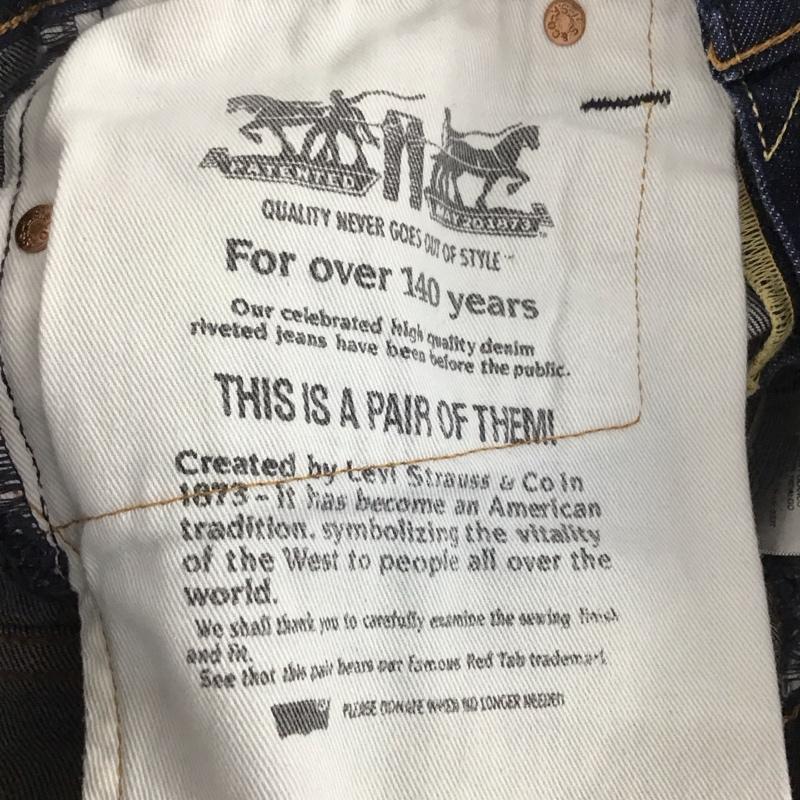 PATENTED
MAY 20 1873
QUALITY NEVER GOES OUT OF STYLE
For over 140 years
Our celebrated high quality denim
riveted jeans have been before the public.
THIS IS A PAIR OF THEM!
Created by Levi Strauss & Co in
1873 - It has become an American
tradition. symbolizing the vitality
of the West to people all over the
world.
We shall thank you to carefully examine the sewing finish
and fit.
See that this pair bears our famous Red Tab trademark.
PLEASE DONATE WHEN NO LONGER NEEDED